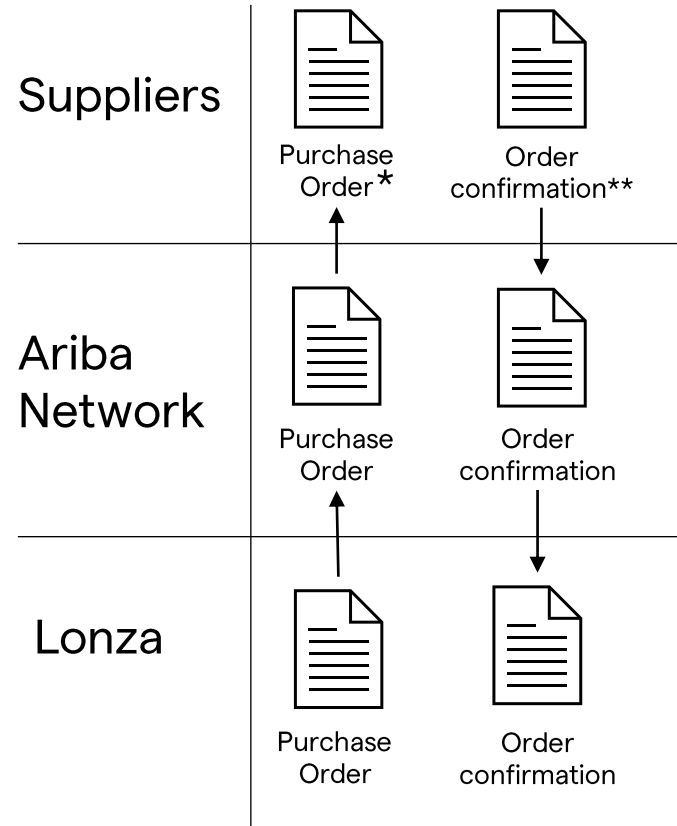 Suppliers
Purchase
Order*
Order
confirmation**
Ariba
Network
Purchase
Order
Order
confirmation
Lonza
Purchase
Order
Order
confirmation